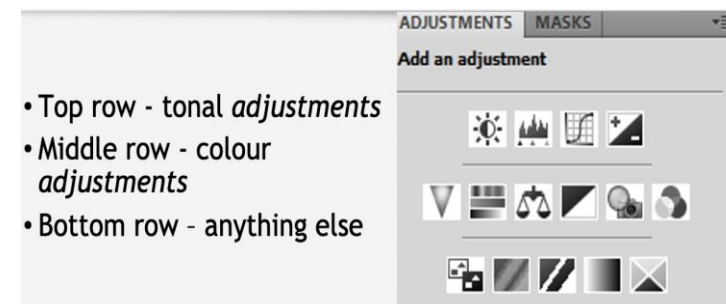 • Top row - tonal adjustments
• Middle row - colour
adjustments
• Bottom row – anything else
ADJUSTMENTS MASKS
Add an adjustment